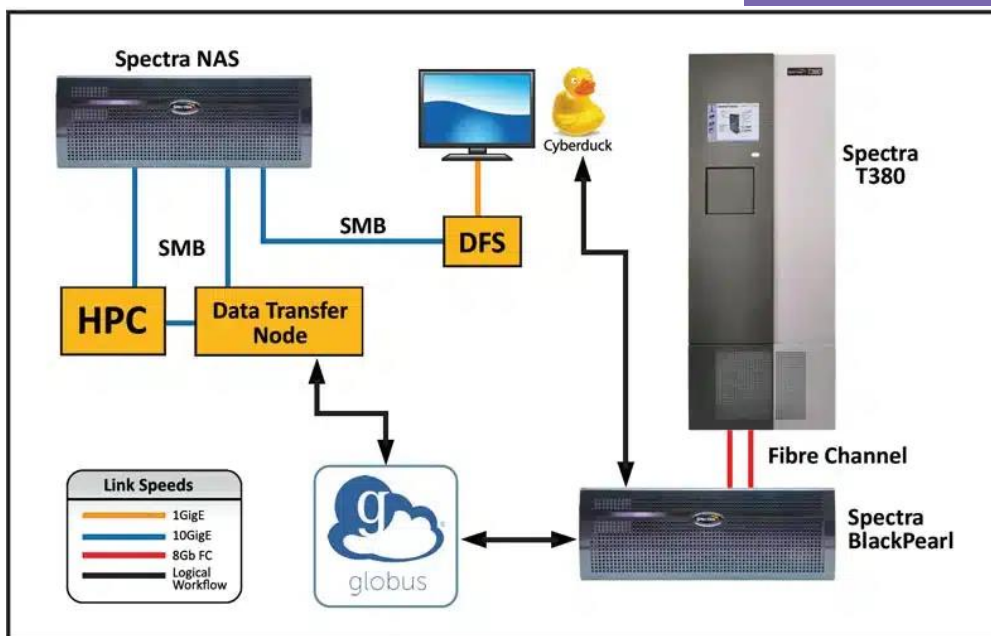 Spectra NAS
Cyberduck
Spectra
T380
SMB
SMB
DFS
HPC
Data Transfer
Node
Fibre Channel
Link Speeds
1GigE
10GigE
8Gb FC
Logical
Workflow
g
globus
Spectra
BlackPearl